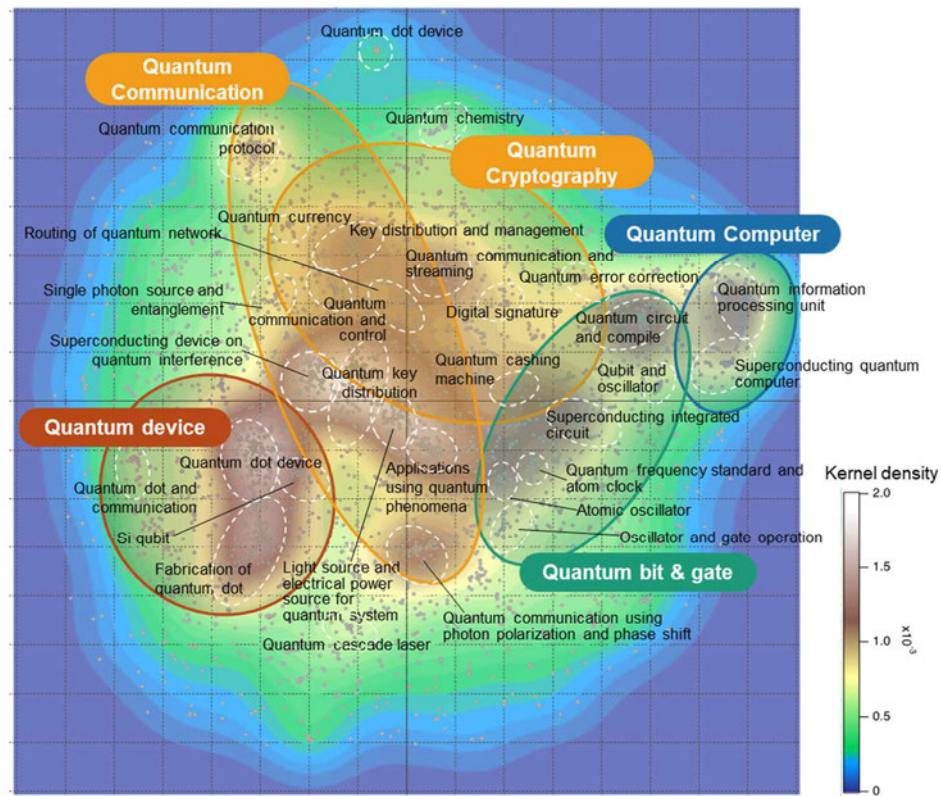 Quantum dot device
Quantum
Communication
Quantum chemistry
Quantum communication
protocol
Quantum
Cryptography
Quantum currency
Routing of quantum network
Key distribution and management
Quantum Computer
Quantum communication and
streaming
Quantum error correction
Single photon source and
entanglement
Quantum
communication and
control
Digital signature
Quantum circuit
and compile
Quantum information
processing unit
Superconducting device on
quantum interference
Quantum key
distribution
Quantum cashing
machine
Qubit and
oscillator
Superconducting quantum
computer
Quantum device
Superconducting integrated
circuit
Quantum dot device
Quantum dot and
communication
Applications
using quantum
phenomena
Quantum frequency standard and
atom clock
Atomic oscillator
Si qubit
Oscillator and gate operation
Fabrication of
quantum dot
Light source and
electrical power
source for
quantum system
Quantum bit & gate
Quantum communication using
photon polarization and phase shift
Quantum cascade laser
Kernel density
2.0
1.5
1.0
0.5
0
x10⁻³